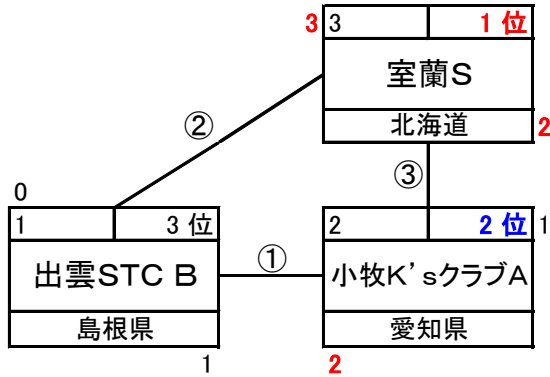 3 3 1 位
室蘭S
北海道 2
②
③
0
1 3 位
2 2 位 1
出雲STC B
①
小牧K’sクラブA
島根県
愛知県
1
2